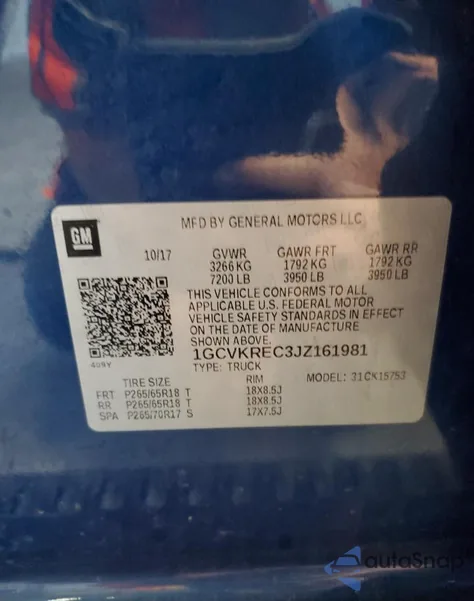 GM
MFD BY GENERAL MOTORS LLC
10/17 GVWR GAWR FRT GAWR RR
3266 KG 1792 KG 1792 KG
7200 LB 3950 LB 3950 LB
THIS VEHICLE CONFORMS TO ALL
APPLICABLE U.S. FEDERAL MOTOR
VEHICLE SAFETY STANDARDS IN EFFECT
ON THE DATE OF MANUFACTURE
SHOWN ABOVE.
1GCVKREC3JZ161981
409Y
TYPE: TRUCK MODEL: 31CK15753
TIRE SIZE RIM
FRT P265/65R18 T 18X8.5J
RR P265/65R18 T 18X8.5J
SPA P265/70R17 S 17X7.5J
autoSnap